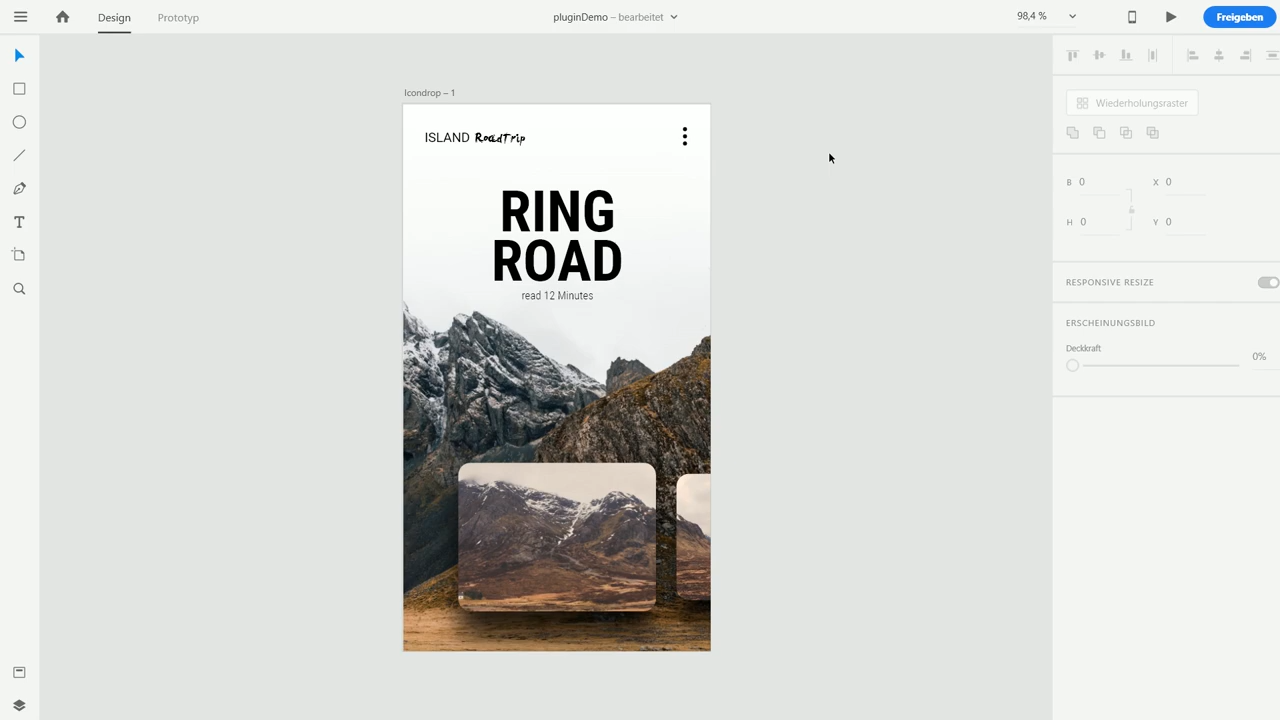 Design
Prototyp
pluginDemo – bearbeitet
98,4 %
Freigeben
Icondrop – 1
ISLAND RoadTrip
RING
ROAD
read 12 Minutes
Wiederholungsraster
B 0
X 0
H 0
Y 0
RESPONSIVE RESIZE
ERSCHEINUNGSBILD
Deckkraft
0%